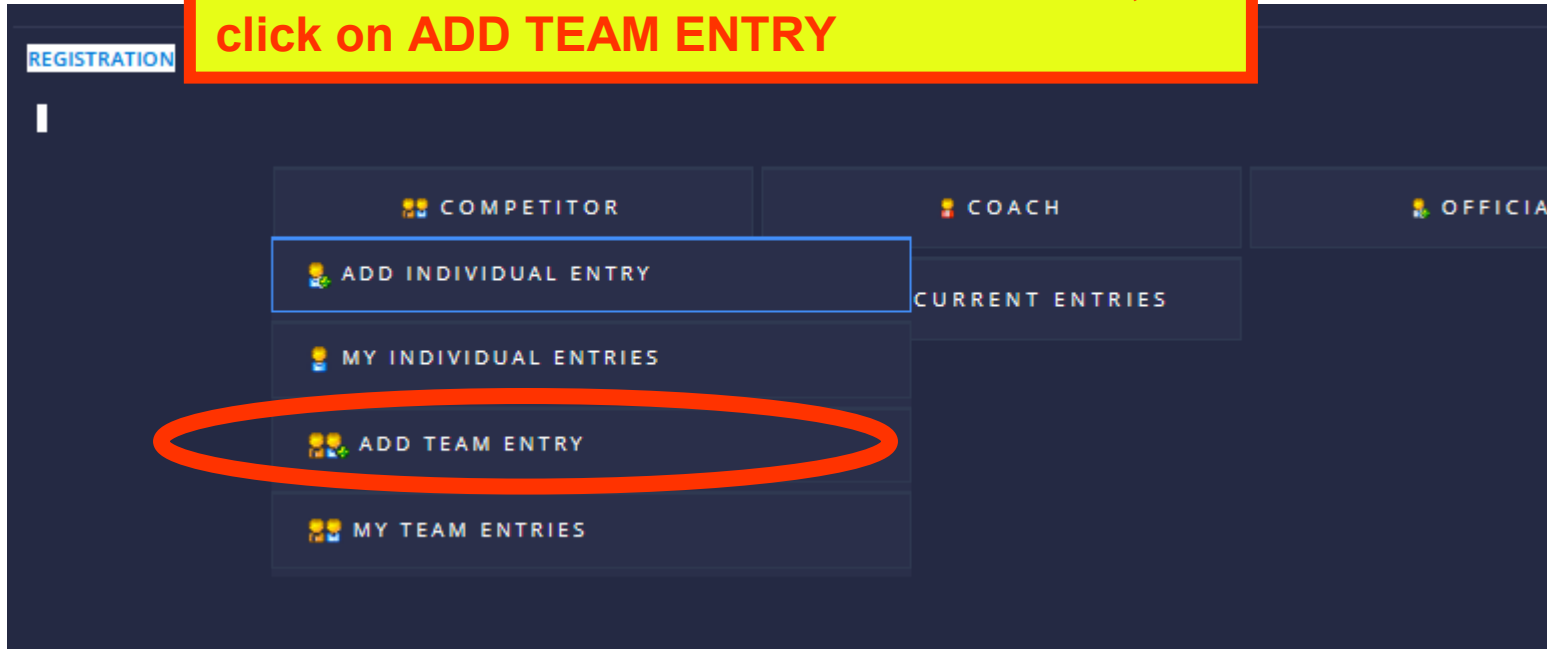 click on ADD TEAM ENTRY
REGISTRATION
COMPETITOR
COACH
ADD INDIVIDUAL ENTRY
CURRENT ENTRIES
MY INDIVIDUAL ENTRIES
ADD TEAM ENTRY
MY TEAM ENTRIES